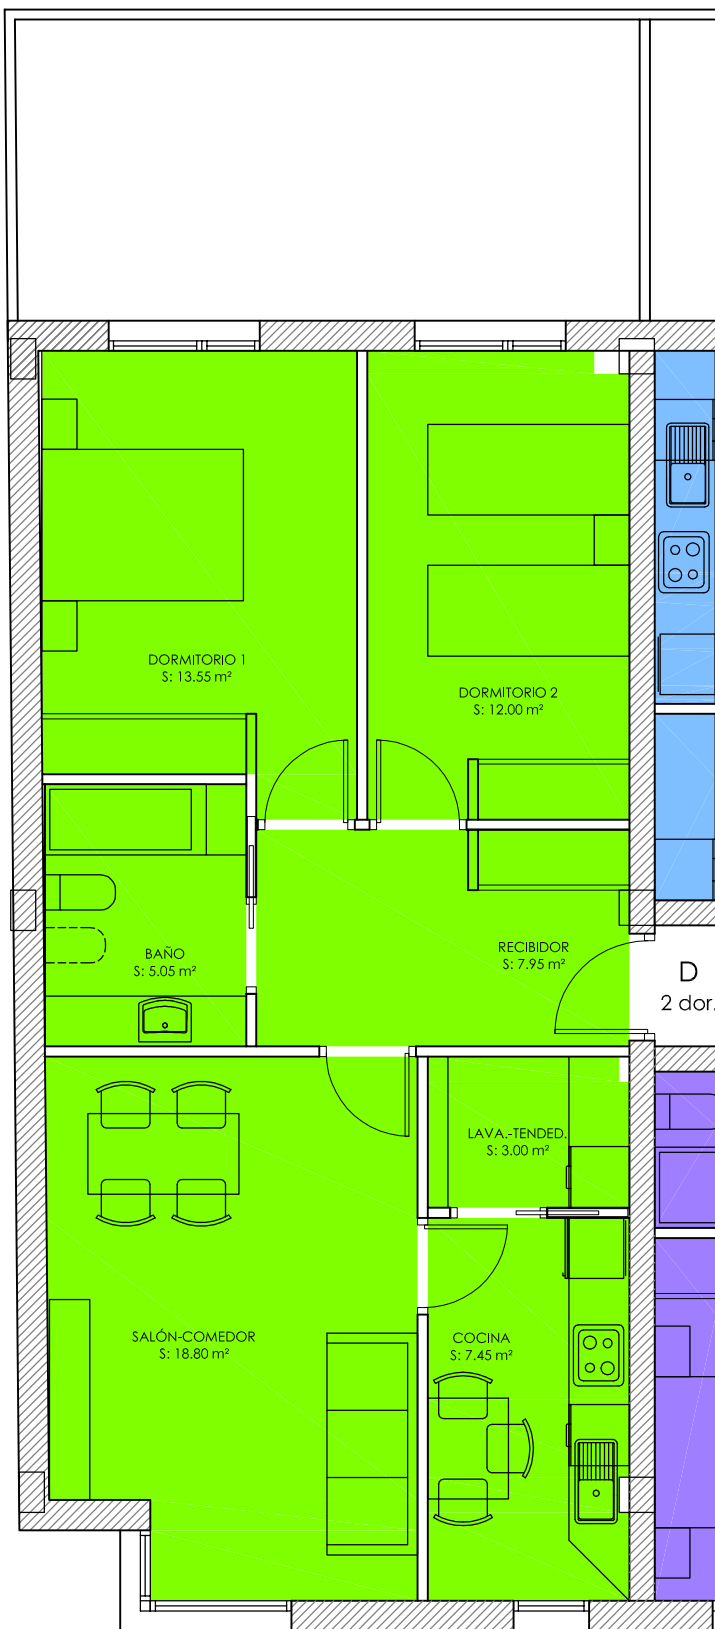 DORMITORIO 1
S: 13.55 m²
DORMITORIO 2
S: 12.00 m²
BAÑO
S: 5.05 m²
RECIBIDOR
S: 7.95 m²
D
2 dor.
LAVA.-TENDED.
S: 3.00 m²
SALÓN-COMEDOR
S: 18.80 m²
COCINA
S: 7.45 m²